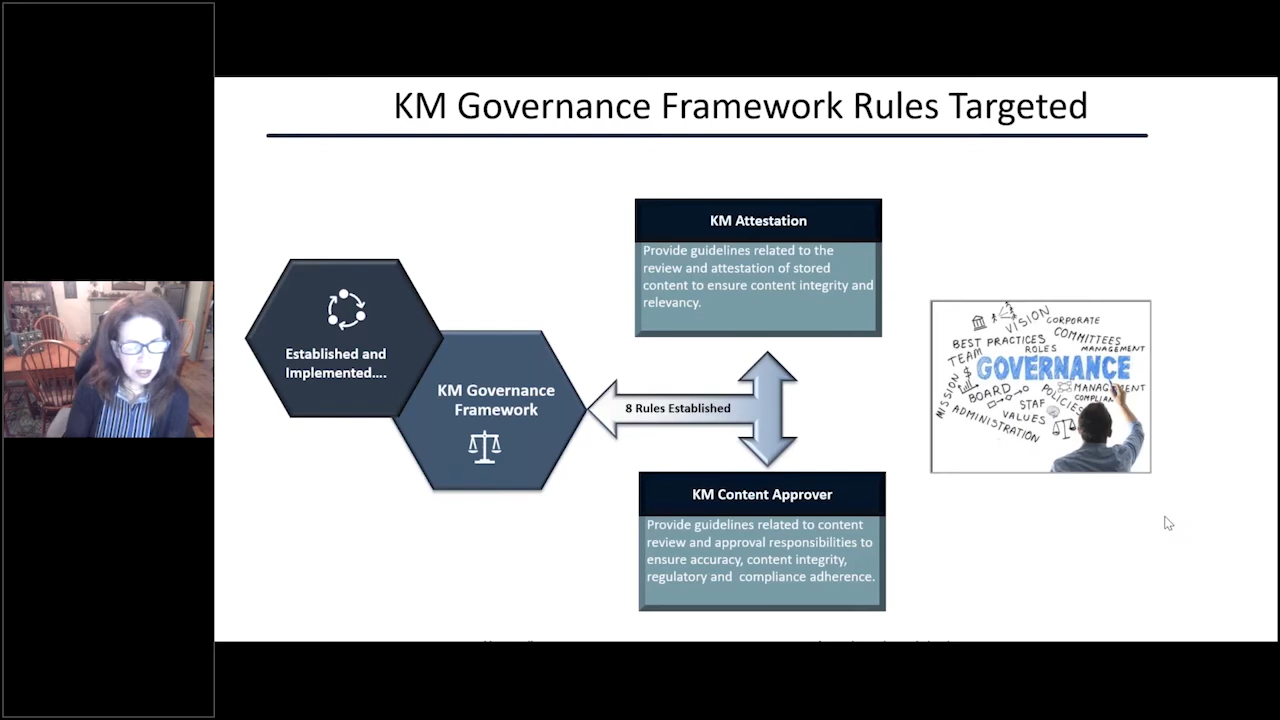 KM Governance Framework Rules Targeted
Established and
Implemented....
KM Governance
Framework
8 Rules Established
KM Attestation
Provide guidelines related to the
review and attestation of stored
content to ensure content integrity and
relevancy.
KM Content Approver
Provide guidelines related to content
review and approval responsibilities to
ensure accuracy, content integrity,
regulatory and compliance adherence.
VISION
CORPORATE
BEST PRACTICES
COMMITTEES
TEAM
ROLES
MANAGEMENT
GOVERNANCE
MISSION
$
BOARD
POLICIES
STAF
VALUES
ADMINISTRATION